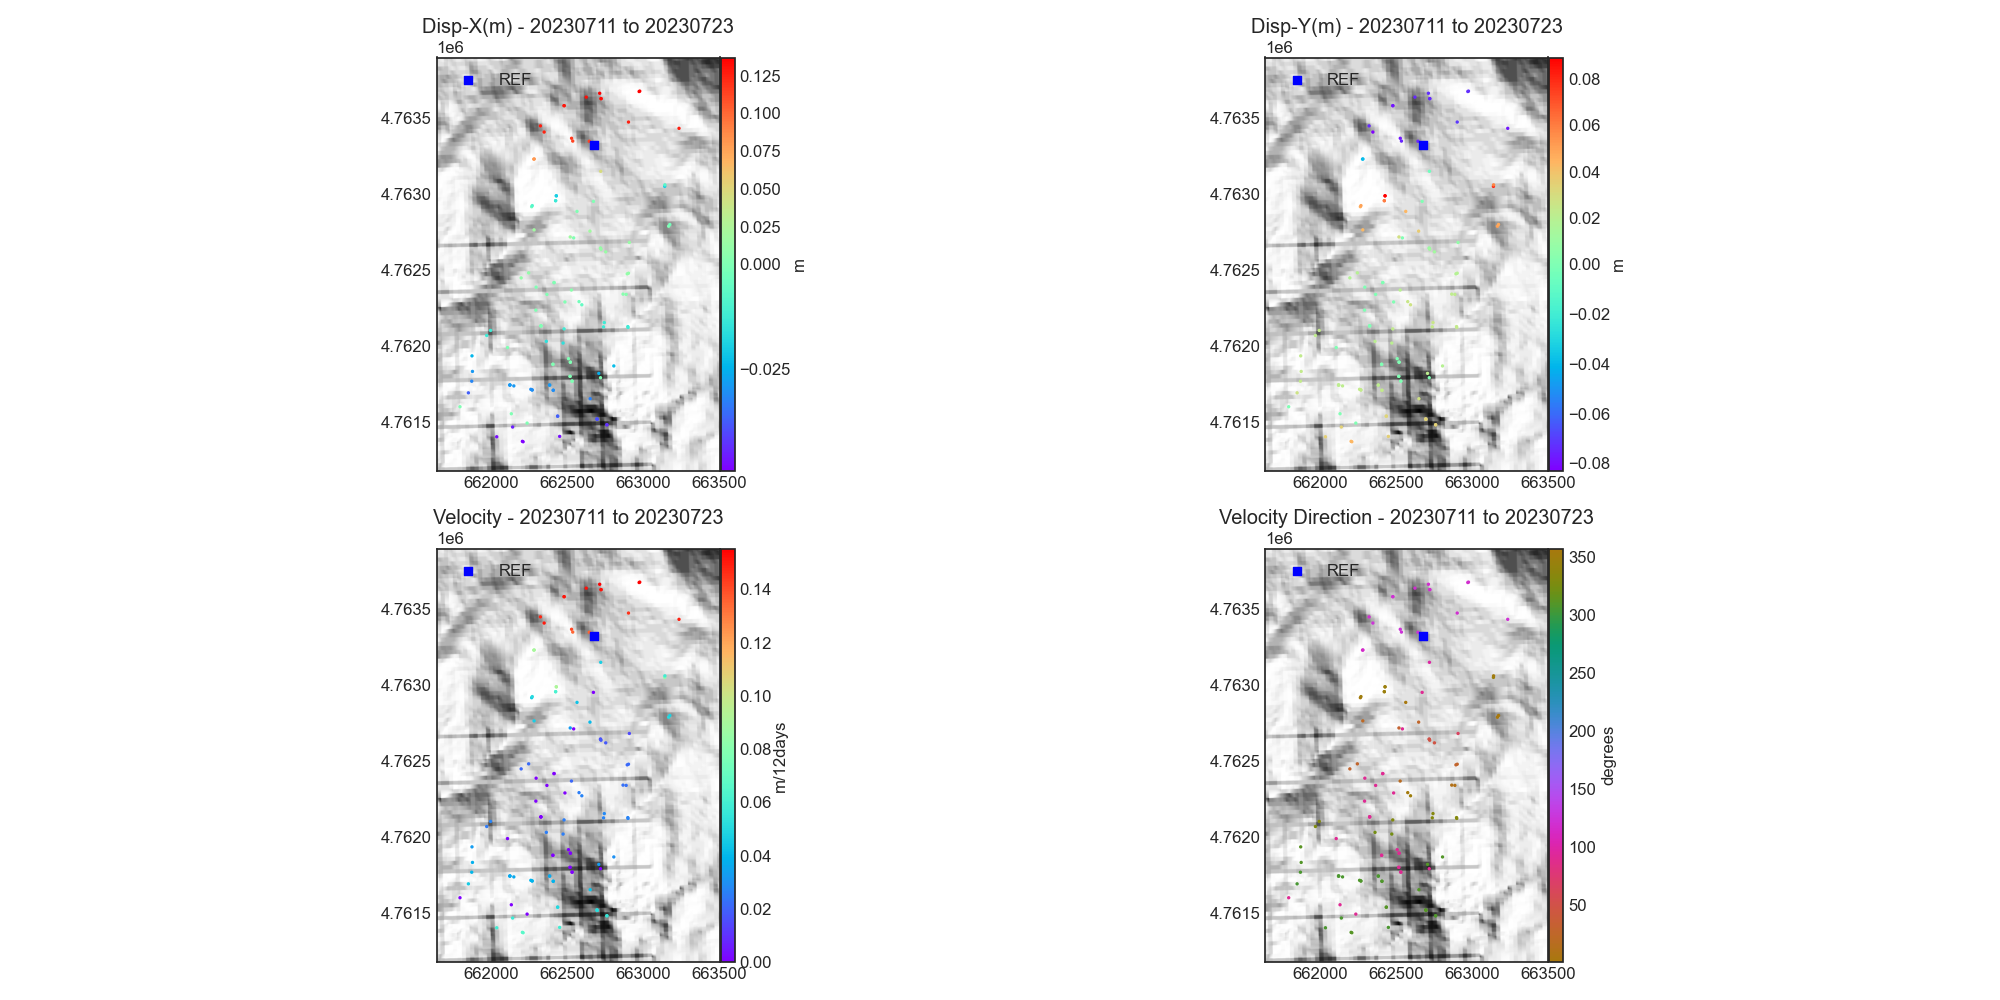 Disp-X(m) - 20230711 to 20230723
1e6
REF
4.7635
4.7630
4.7625
4.7620
4.7615
662000 662500 663000 663500
0.125
0.100
0.075
0.050
0.025
0.000
−0.025
m
Disp-Y(m) - 20230711 to 20230723
1e6
REF
4.7635
4.7630
4.7625
4.7620
4.7615
662000 662500 663000 663500
0.08
0.06
0.04
0.02
0.00
−0.02
−0.04
−0.06
−0.08
m
Velocity - 20230711 to 20230723
1e6
REF
4.7635
4.7630
4.7625
4.7620
4.7615
662000 662500 663000 663500
0.14
0.12
0.10
0.08
0.06
0.04
0.02
0.00
m/12days
Velocity Direction - 20230711 to 20230723
1e6
REF
4.7635
4.7630
4.7625
4.7620
4.7615
662000 662500 663000 663500
350
300
250
200
150
100
50
degrees